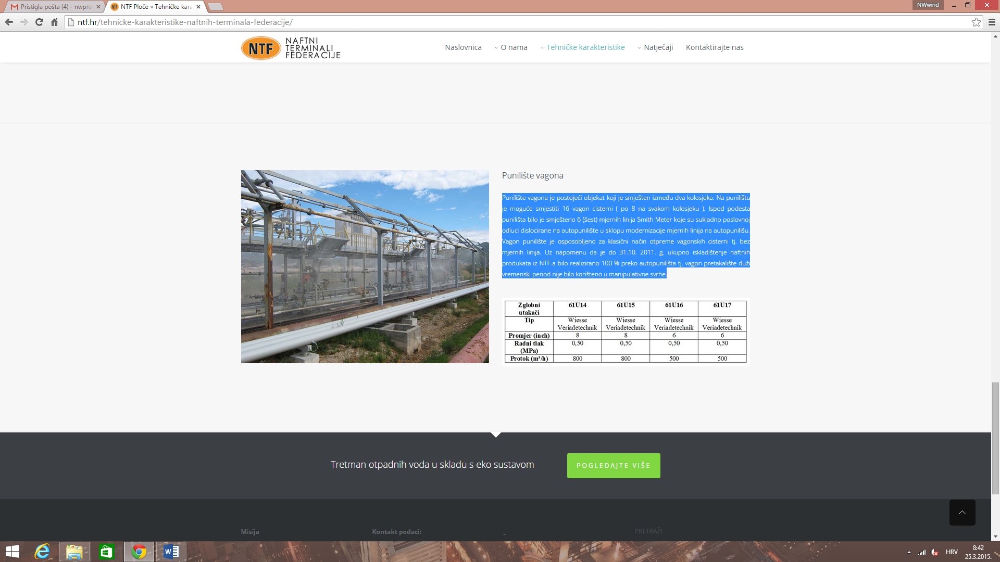 Pristigla pošta (4) - nwpro
NTF Ploče » Tehničke kara
NWwind
ntf.hr/tehnicke-karakteristike-naftnih-terminala-federacije/
NTF
NAFTNI
TERMINALI
FEDERACIJE
Naslovnica O nama Tehničke karakteristike Natječaji Kontaktirajte nas
Punilište vagona
Punilište vagona je postojeći objekat koji je smješten između dva kolosjeka. Na punilištu
je moguće smjestiti 16 vagon cisterni ( po 8 na svakom kolosjeku ). Ispod podesta
punilišta bilo je smješteno 6 (šest) mjernih linija Smith Meter koje su sukladno poslovnoj
odluci dislocirane na autopunilište u sklopu modernizacije mjernih linija na autopunilišu.
Vagon punilište je osposobljeno za klasični način otpreme vagonskih cisterni tj. bez
mjernih linija. Uz napomenu da je do 31.10. 2011. g. ukupno iskladištenje naftnih
produkata iz NTF-a bilo realizirano 100 % preko autopunilišta tj. vagon pretakalište duži
vremenski period nije bilo korišteno u manipulativne svrhe.
Zglobni utakači 61U14 61U15 61U16 61U17
Tip Wiesse Veriadetechnik Wiesse Veriadetechnik Wiesse Veriadetechnik Wiesse Veriadetechnik
Promjer (inch) 8 8 6 6
Radni tlak (MPa) 0,50 0,50 0,50 0,50
Protok (m³/h) 800 800 500 500
Tretman otpadnih voda u skladu s eko sustavom
POGLEDAJTE VIŠE
Misija
Kontakt podaci:
_
PRETRAŽI
HRV
8:42
25.3.2015.